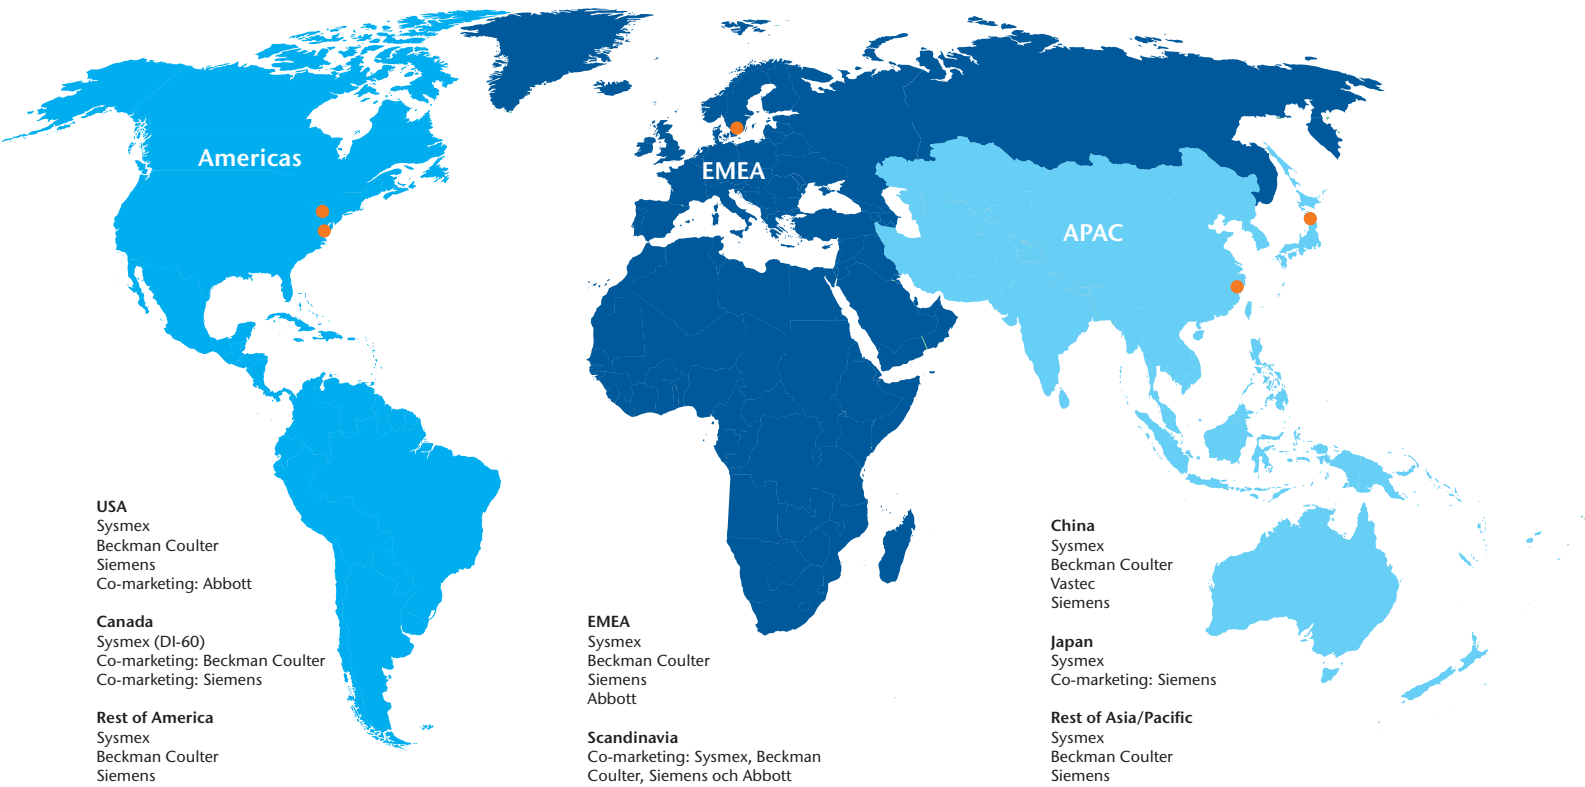 Americas
EMEA
APAC
USA
Sysmex
Beckman Coulter
Siemens
Co-marketing: Abbott
Canada
Sysmex (DI-60)
Co-marketing: Beckman Coulter
Co-marketing: Siemens
Rest of America
Sysmex
Beckman Coulter
Siemens
EMEA
Sysmex
Beckman Coulter
Siemens
Abbott
Scandinavia
Co-marketing: Sysmex, Beckman
Coulter, Siemens och Abbott
China
Sysmex
Beckman Coulter
Vastec
Siemens
Japan
Sysmex
Co-marketing: Siemens
Rest of Asia/Pacific
Sysmex
Beckman Coulter
Siemens